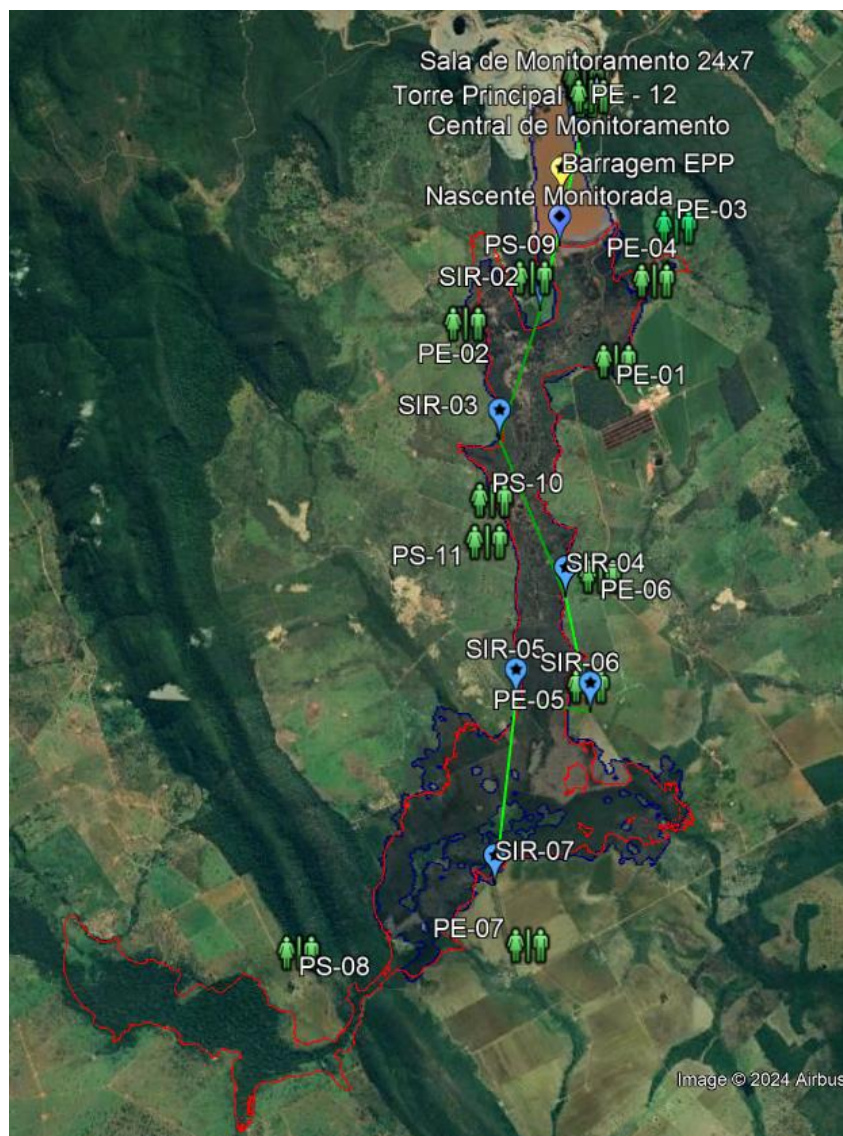 Sala de Monitoramento 24x7
Torre Principal
PE - 12
Central de Monitoramento
Barragem EPP
Nascente Monitorada
PE-03
PS-09
PE-04
SIR-02
PE-02
PE-01
SIR-03
PS-10
PS-11
SIR-04
PE-06
SIR-05
SIR-06
PE-05
SIR-07
PE-07
PS-08
Image © 2024 Airbus